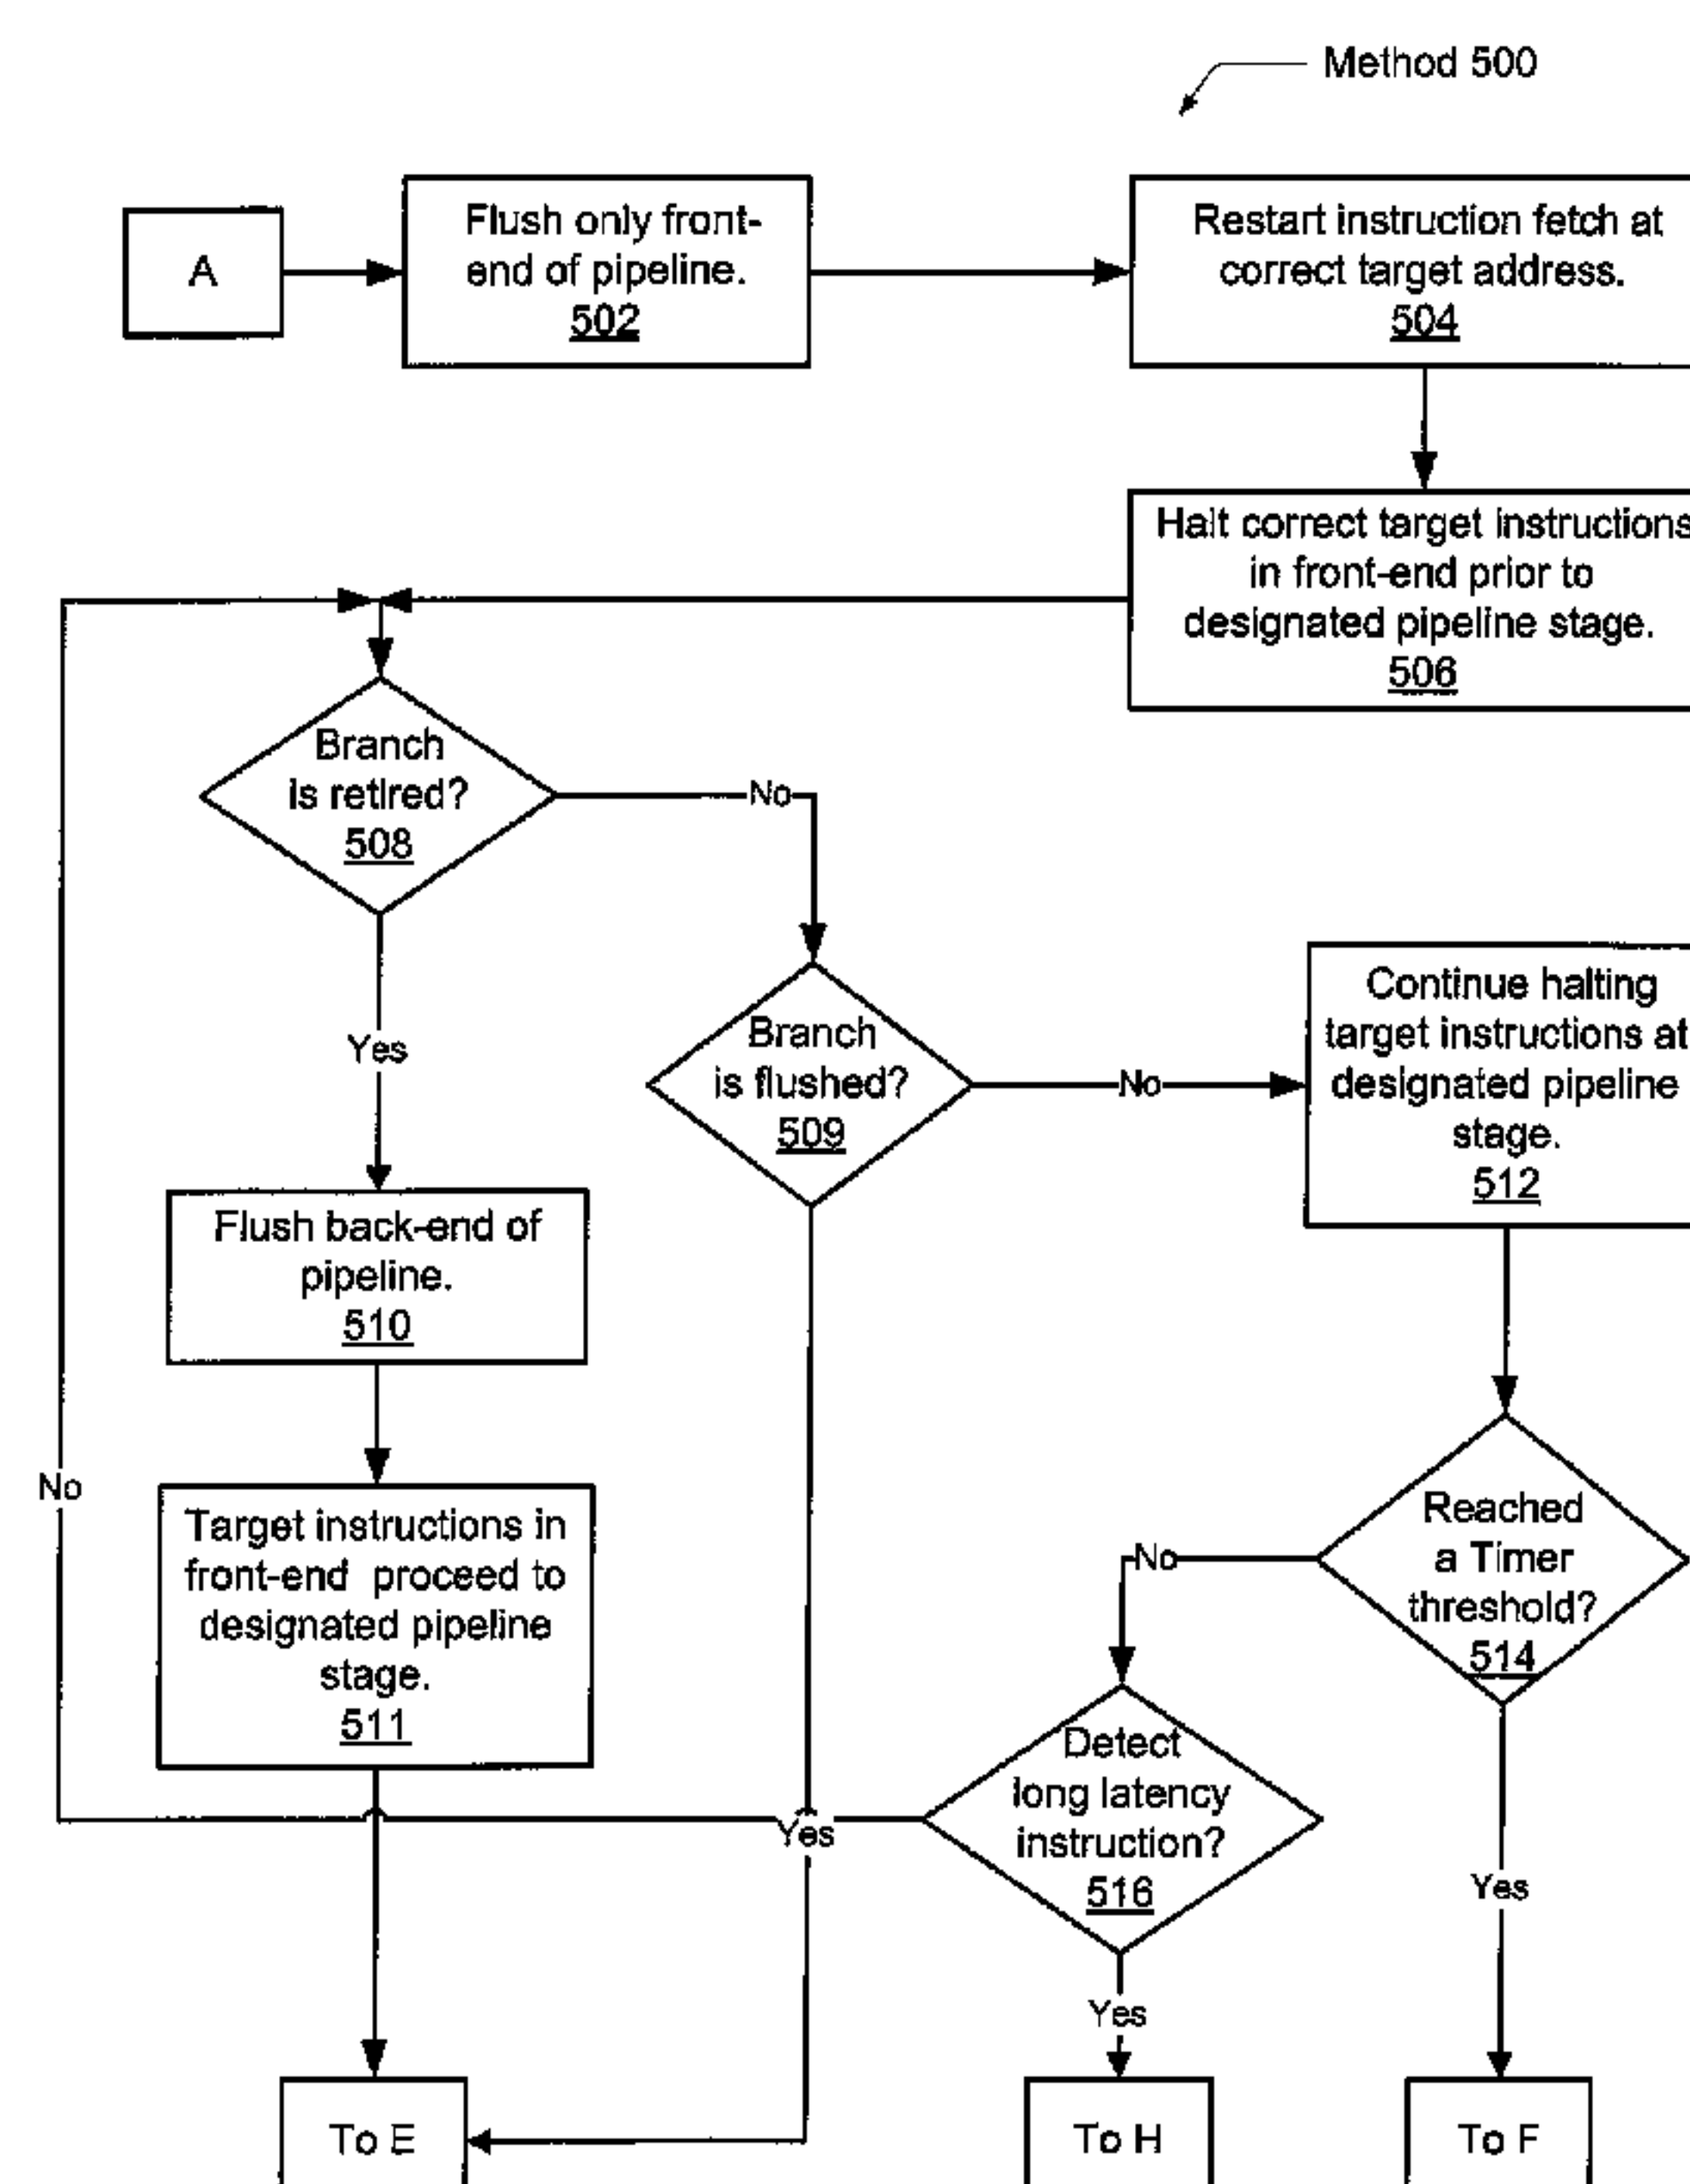 Method 500
A
Flush only front-
end of pipeline.
502
Restart instruction fetch at
correct target address.
504
Halt correct target instructions
in front-end prior to
designated pipeline stage.
506
Branch
is retired?
508
No
Yes
Branch
is flushed?
509
No
Continue halting
target instructions at
designated pipeline
stage.
512
Flush back-end of
pipeline.
510
No
Target instructions in
front-end proceed to
designated pipeline
stage.
511
Reached
a Timer
threshold?
514
No
Detect
long latency
instruction?
516
Yes
Yes
Yes
To E
To H
To F